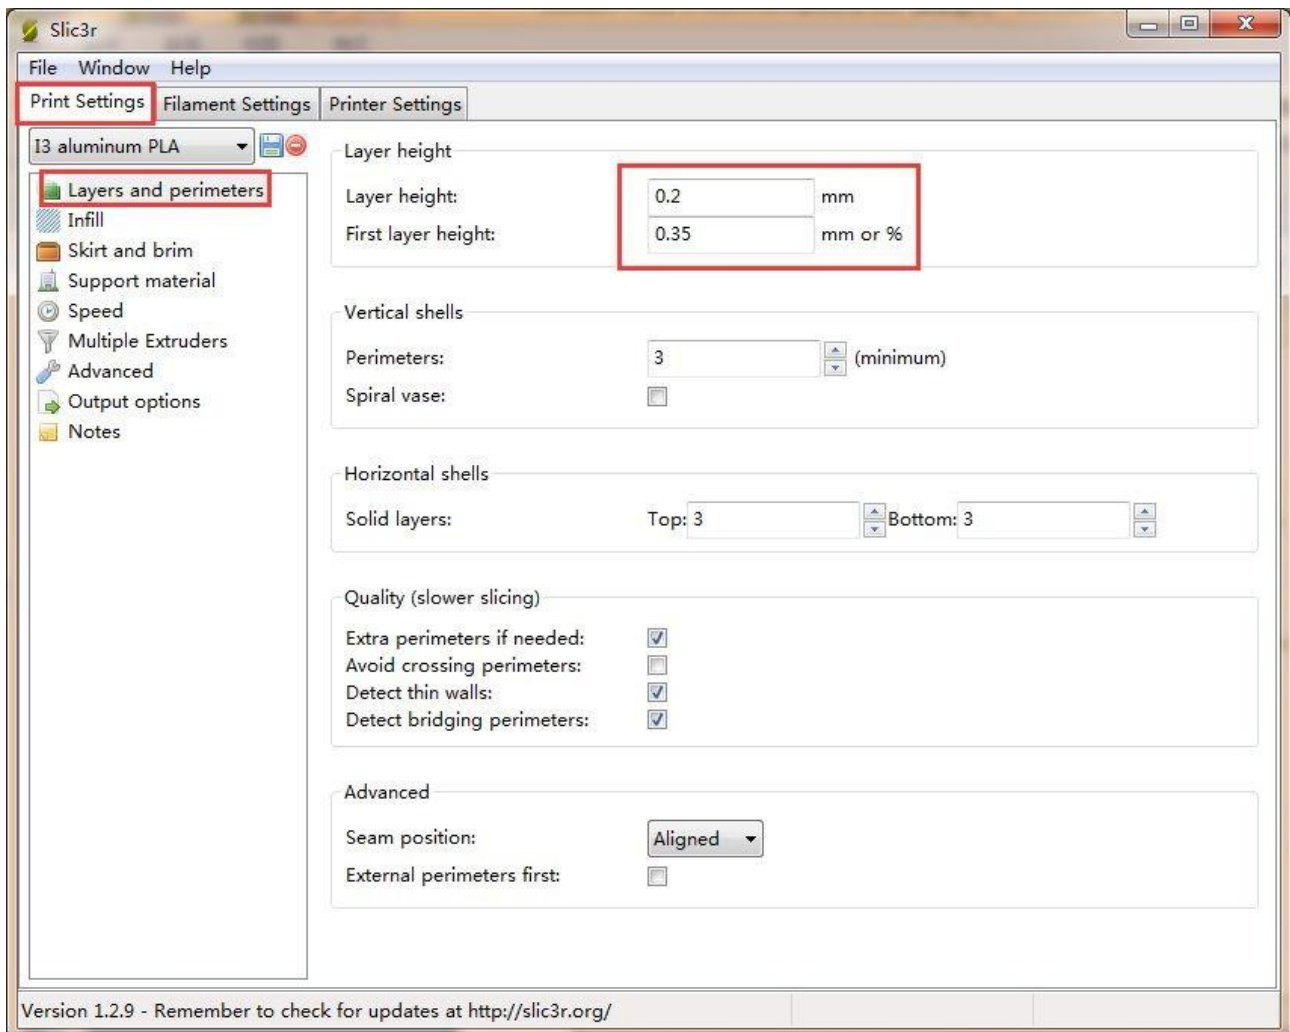 Slic3r
File Window Help
Print Settings Filament Settings Printer Settings
I3 aluminum PLA
Layers and perimeters
Infill
Skirt and brim
Support material
Speed
Multiple Extruders
Advanced
Output options
Notes
Layer height
Layer height: 0.2 mm
First layer height: 0.35 mm or %
Vertical shells
Perimeters: 3 (minimum)
Spiral vase:
Horizontal shells
Solid layers: Top: 3 Bottom: 3
Quality (slower slicing)
Extra perimeters if needed:
Avoid crossing perimeters:
Detect thin walls:
Detect bridging perimeters:
Advanced
Seam position: Aligned
External perimeters first:
Version 1.2.9 - Remember to check for updates at http://slic3r.org/